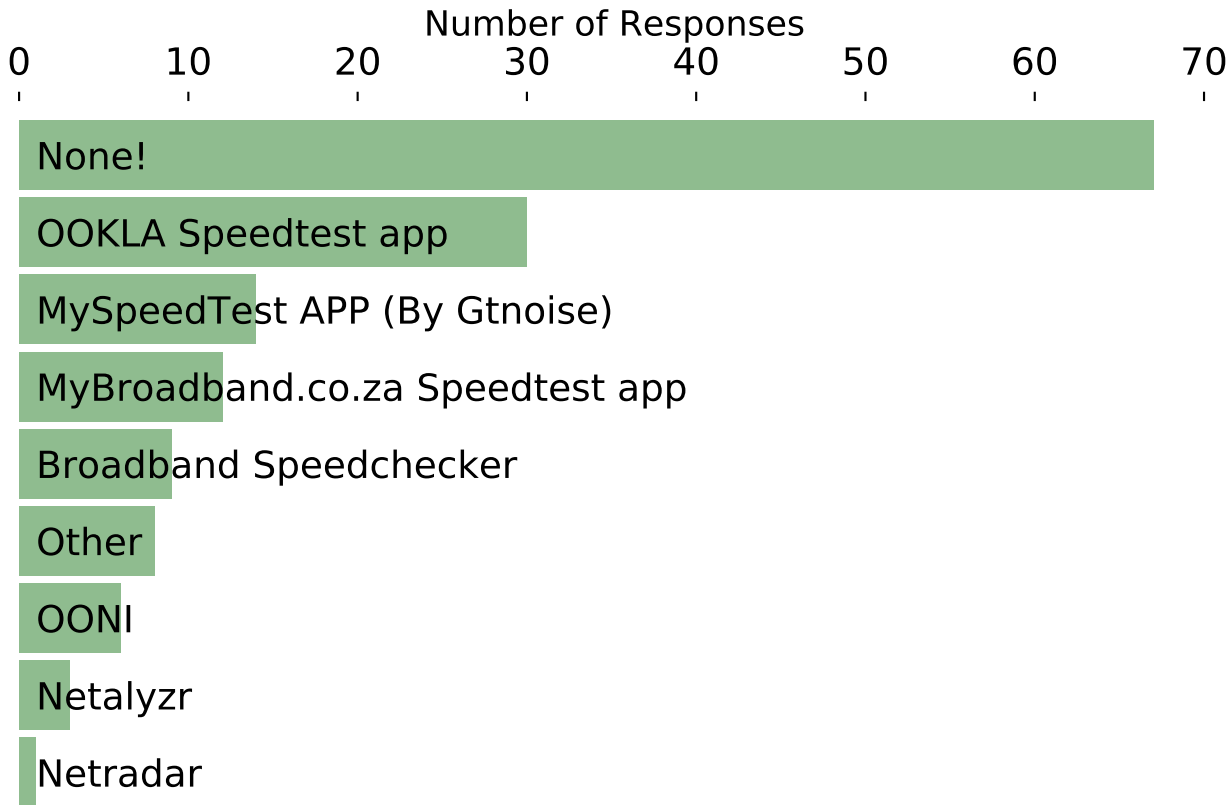 Number of Responses
0 10 20 30 40 50 60 70
None!
OOKLA Speedtest app
MySpeedTest APP (By Gtnoise)
MyBroadband.co.za Speedtest app
Broadband Speedchecker
Other
OONI
Netalyzr
Netradar